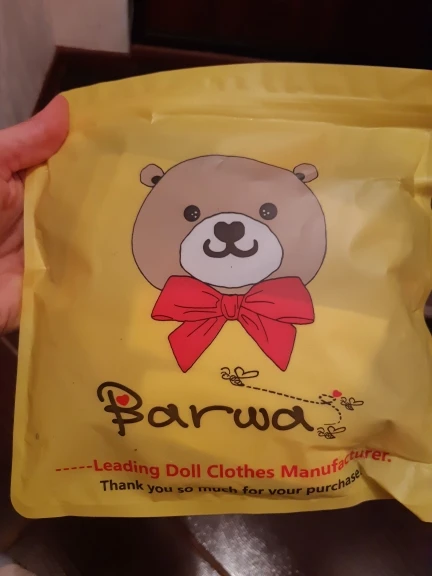 Barwa
-----Leading Doll Clothes Manufacturer.
Thank you so much for your purchase